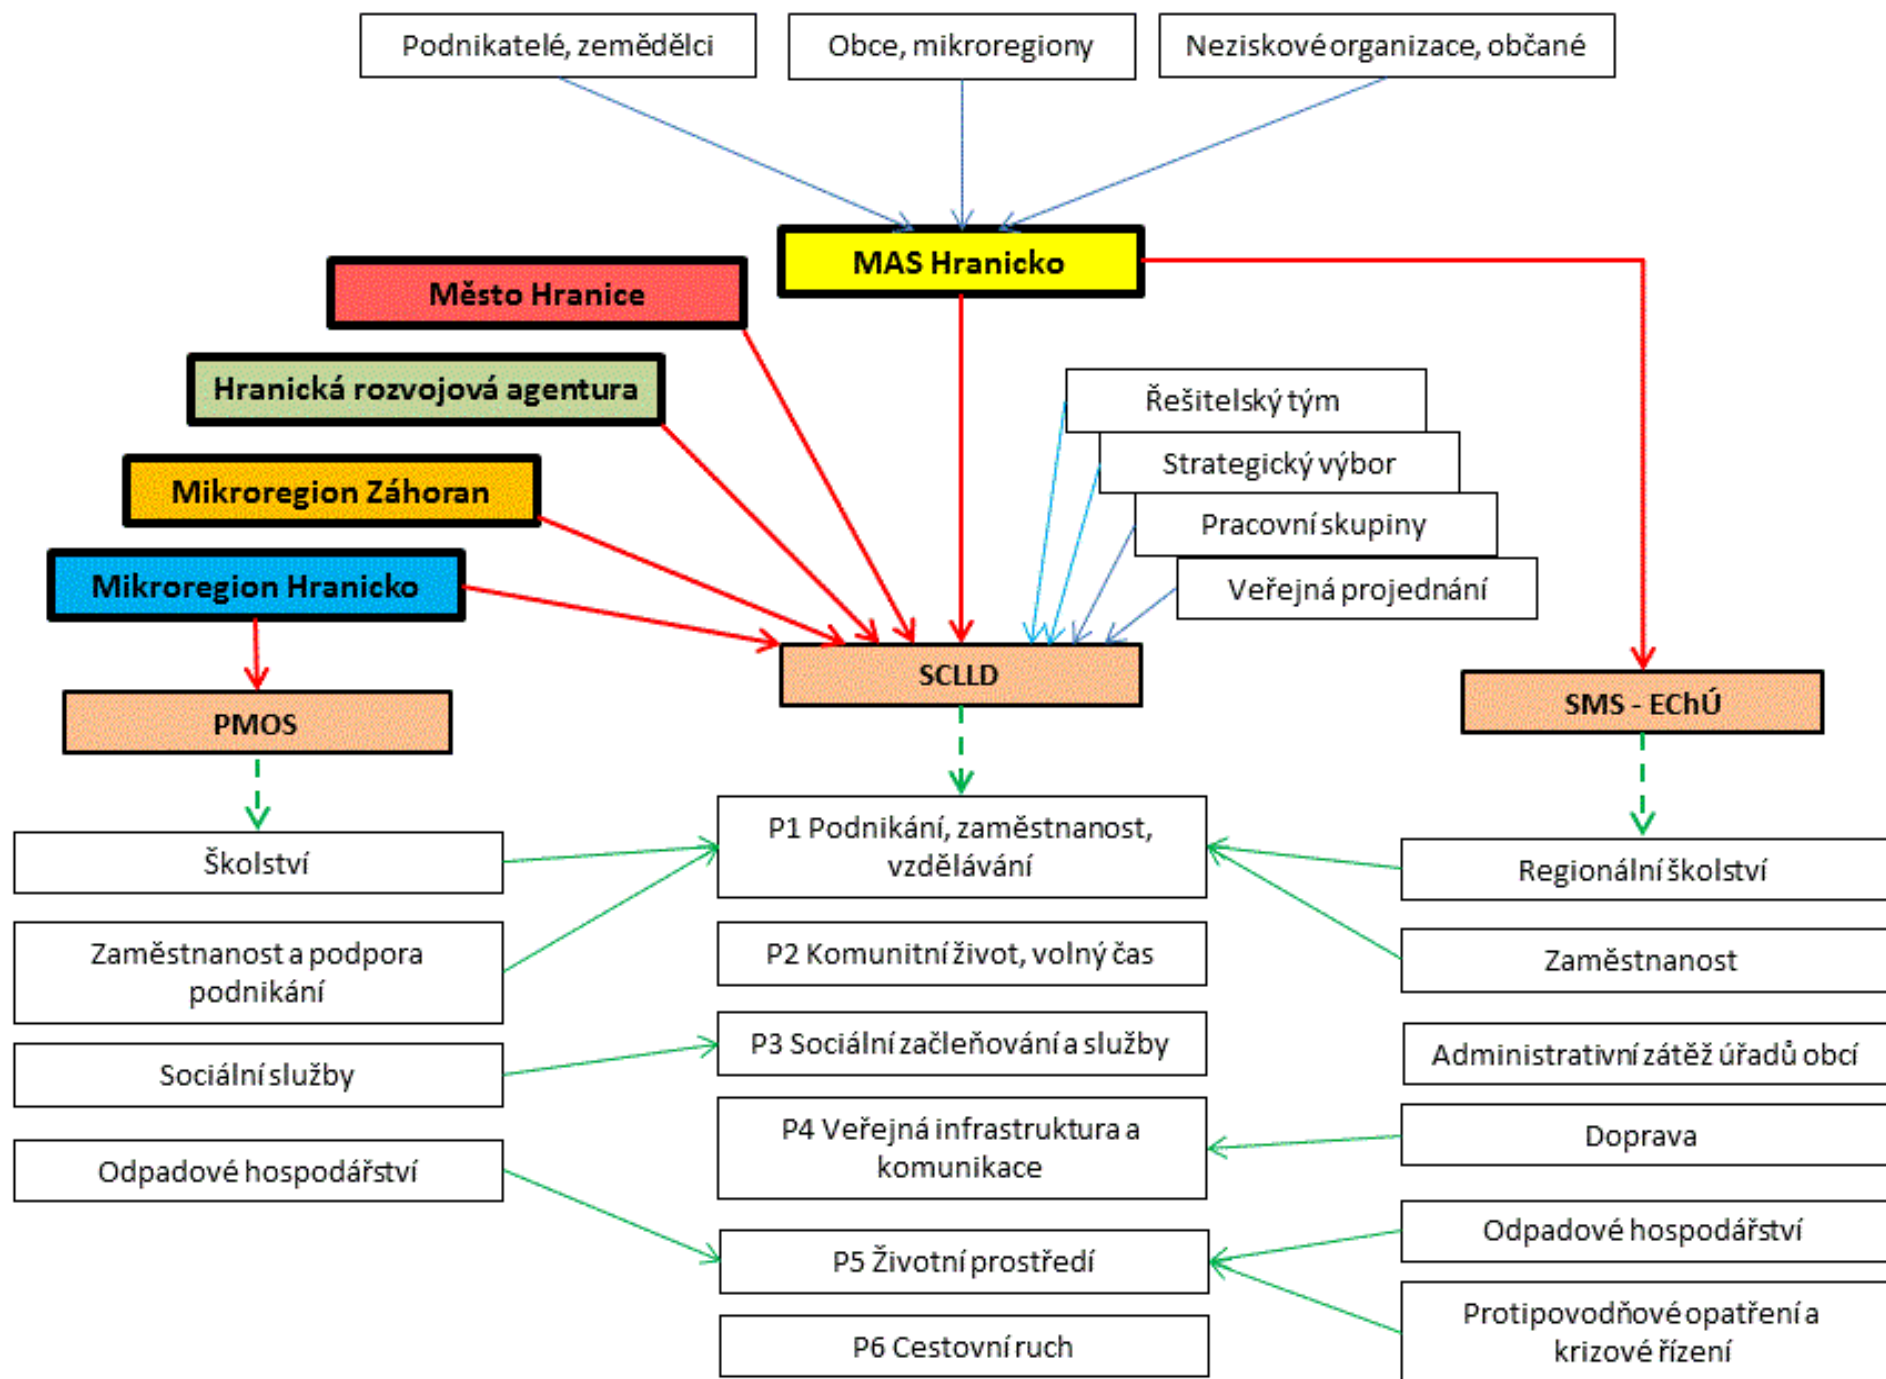 Podnikatelé, zemědělci
Obce, mikroregiony
Neziskové organizace, občané
MAS Hranicko
Město Hranice
Hranická rozvojová agentura
Mikroregion Záhoran
Mikroregion Hranicko
Řešitelský tým
Strategický výbor
Pracovní skupiny
Veřejná projednání
PMOS
SCLLD
SMS - EChÚ
Školství
Zaměstnanost a podpora
podnikání
Sociální služby
Odpadové hospodářství
P1 Podnikání, zaměstnanost,
vzdělávání
P2 Komunitní život, volný čas
P3 Sociální začleňování a služby
P4 Veřejná infrastruktura a
komunikace
P5 Životní prostředí
P6 Cestovní ruch
Regionální školství
Zaměstnanost
Administrativní zátěž úřadů obcí
Doprava
Odpadové hospodářství
Protipovodňové opatření a
krizové řízení